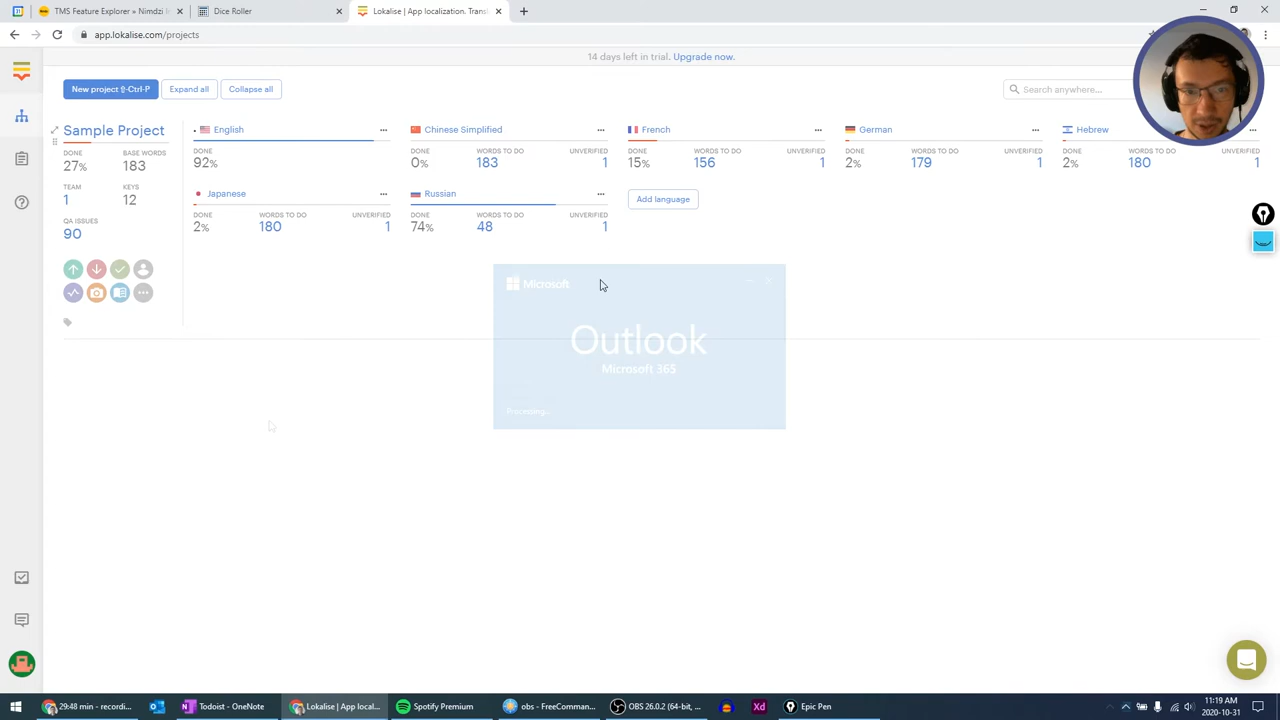 TMS Feature Explorer – Nimdzi I
Dice Roller
Lokalise | App localization. Trans
app.lokalise.com/projects
14 days left in trial. Upgrade now.
New project ⇧·Ctrl-P
Expand all
Collapse all
Search anywhere...
Sample Project
DONE BASE WORDS
27% 183
TEAM KEYS
1 12
QA ISSUES
90
English
DONE
92%
Chinese Simplified
DONE WORDS TO DO UNVERIFIED
0% 183 1
French
DONE WORDS TO DO UNVERIFIED
15% 156 1
German
DONE WORDS TO DO UNVERIFIED
2% 179 1
Hebrew
DONE WORDS TO DO UNVERIFIED
2% 180 1
Japanese
DONE WORDS TO DO UNVERIFIED
2% 180 1
Russian
DONE WORDS TO DO UNVERIFIED
74% 48 1
Add language
Microsoft
Outlook
Microsoft 365
Processing...
29:48 min - recordi...
Todoist - OneNote
Lokalise | App local...
Spotify Premium
obs - FreeComman...
OBS 26.0.2 (64-bit, ...
Xd
Epic Pen
11:19 AM
2020-10-31